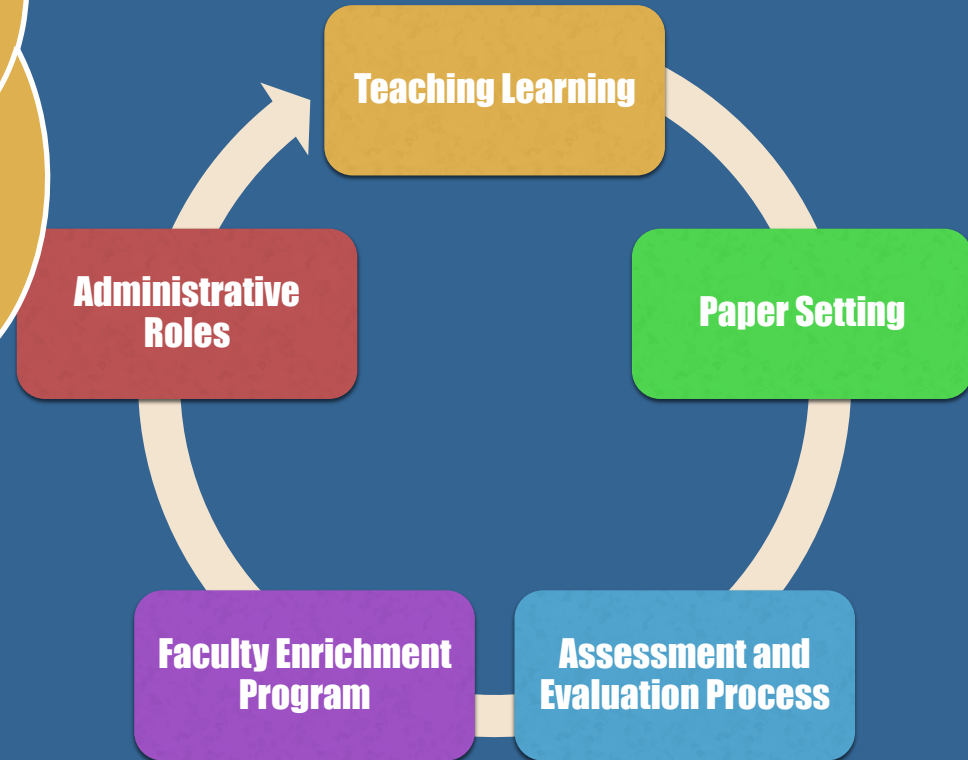 Teaching Learning
Paper Setting
Assessment and
Evaluation Process
Faculty Enrichment
Program
Administrative
Roles